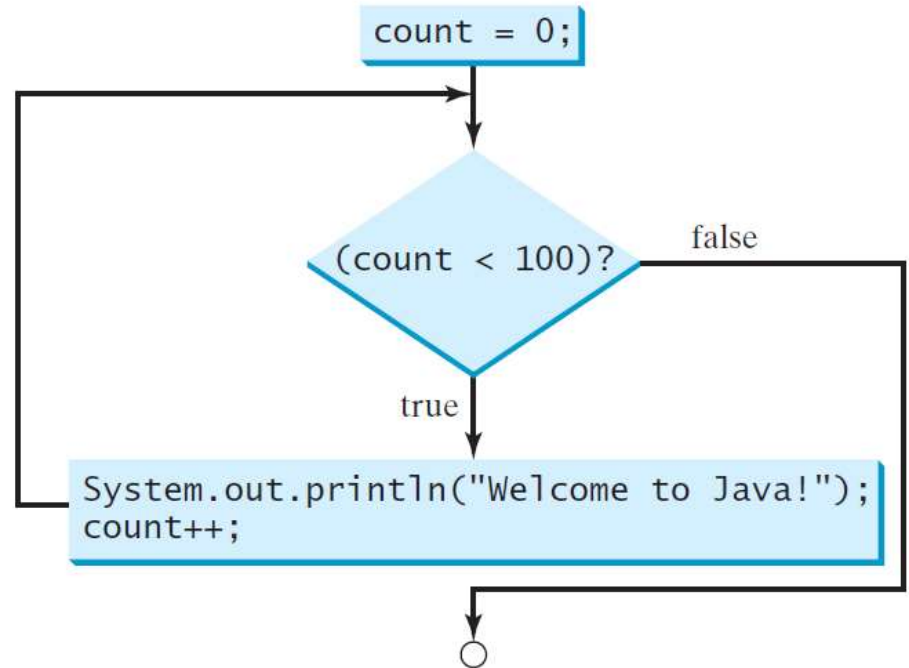 count = 0;
(count < 100)?
false
true
System.out.println("Welcome to Java!");
count++;